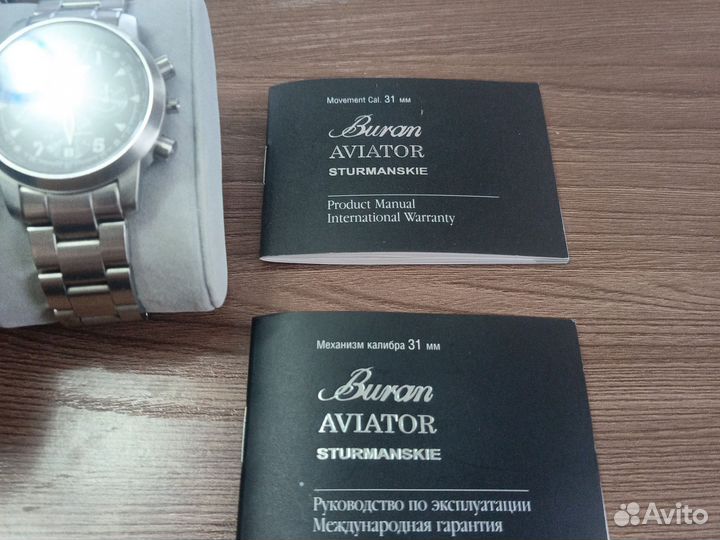 Movement Cal. 31 мм
Buran
AVIATOR
STURMANSKIE
Product Manual
International Warranty
Механизм калибра 31 мм
Buran
AVIATOR
STURMANSKIE
Руководство по эксплуатации
Международная гарантия
5
Avito